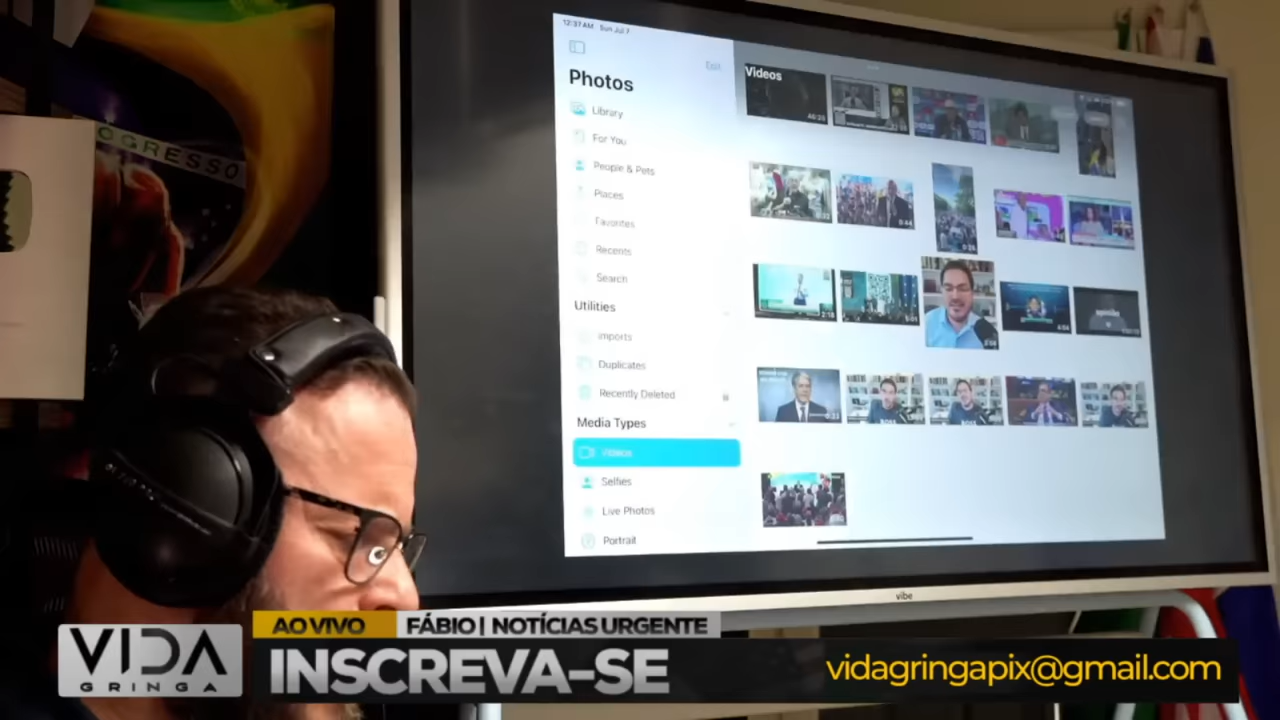 OGRESSO
12:37 AM Sun Jul 7
Edit
Photos
Library
For You
People & Pets
Places
Favorites
Recents
Search
Utilities
Imports
Duplicates
Recently Deleted
Media Types
Videos
Selfies
Live Photos
Portrait
Videos
vibe
AO VIVO
FÁBIO | NOTÍCIAS URGENTE
VIDA
GRINGA
INSCREVA-SE
vidagringapix@gmail.com